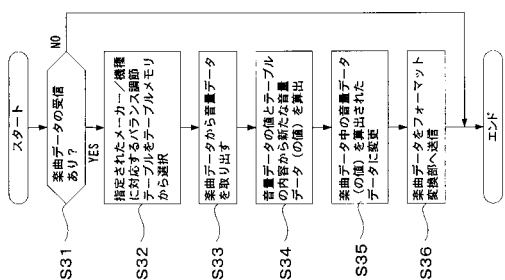 スタート
楽曲データの受信
あり?
NO
YES
S31
指定されたメーカー/機種
に対応するバランス調節
テーブルをテーブルメモリ
から選択
S32
楽曲データから音量データ
を取り出す
S33
音量データの値とテーブル
の内容から新たな音量
データ(の値)を算出
S34
楽曲データ中の音量データ
(の値)を算出された
データに変更
S35
楽曲データをフォーマット
変換部へ送信
S36
エンド